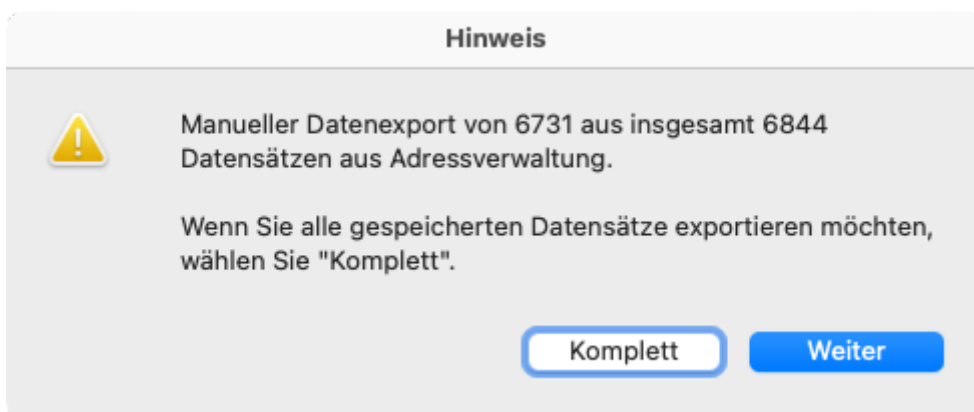 Hinweis
Manueller Datenexport von 6731 aus insgesamt 6844
Datensätzen aus Adressverwaltung.
Wenn Sie alle gespeicherten Datensätze exportieren möchten,
wählen Sie "Komplett".
Komplett
Weiter